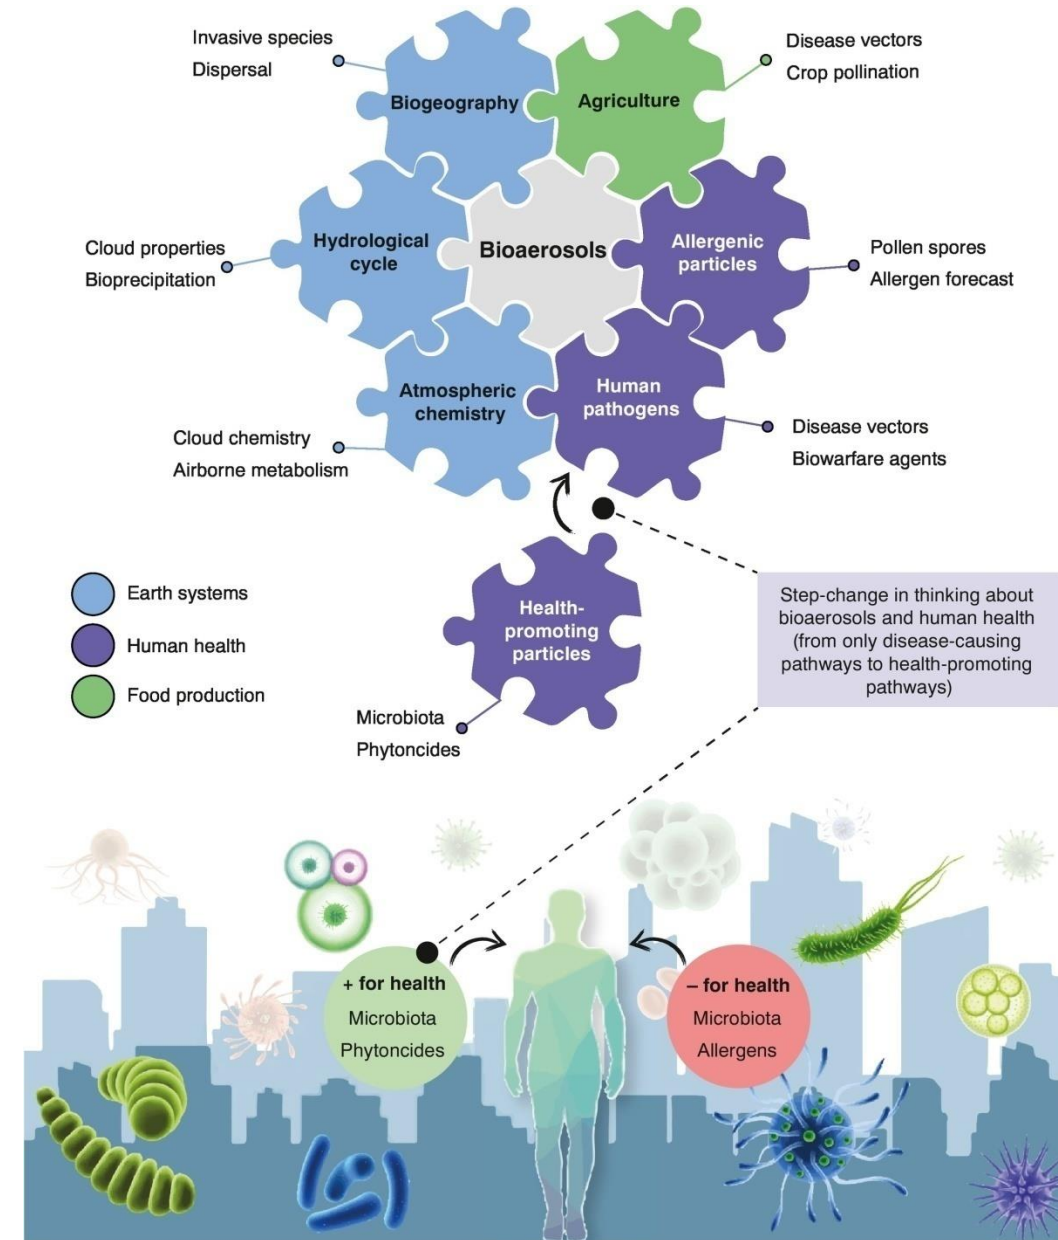 Invasive species
Dispersal
Biogeography
Agriculture
Disease vectors
Crop pollination
Cloud properties
Bioprecipitation
Hydrological
cycle
Bioaerosols
Allergenic
particles
Pollen spores
Allergen forecast
Cloud chemistry
Airborne metabolism
Atmospheric
chemistry
Human
pathogens
Disease vectors
Biowarfare agents
Earth systems
Human health
Food production
Health-
promoting
particles
Microbiota
Phytoncides
Step-change in thinking about
bioaerosols and human health
(from only disease-causing
pathways to health-promoting
pathways)
+ for health
Microbiota
Phytoncides
– for health
Microbiota
Allergens